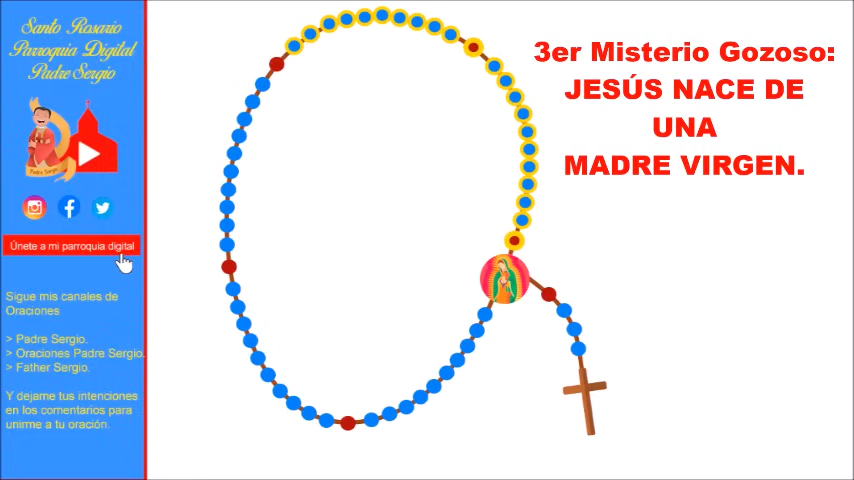 Santo Rosario
Parroquia Digital
Padre Sergio
Padre Sergio
Únete a mi parroquia digital
Sigue mis canales de
Oraciones
> Padre Sergio.
> Oraciones Padre Sergio.
> Father Sergio.
Y dejame tus intenciones
en los comentarios para
unirme a tu oración.
3er Misterio Gozoso:
JESÚS NACE DE
UNA
MADRE VIRGEN.